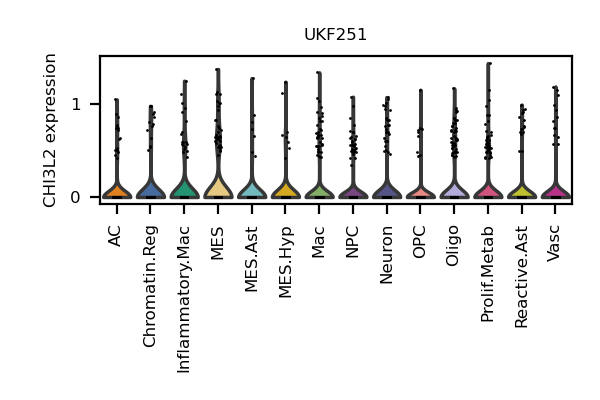 UKF251
CHI3L2 expression
1
0
AC
Chromatin.Reg
Inflammatory.Mac
MES
MES.Ast
MES.Hyp
Mac
NPC
Neuron
OPC
Oligo
Prolif.Metab
Reactive.Ast
Vasc